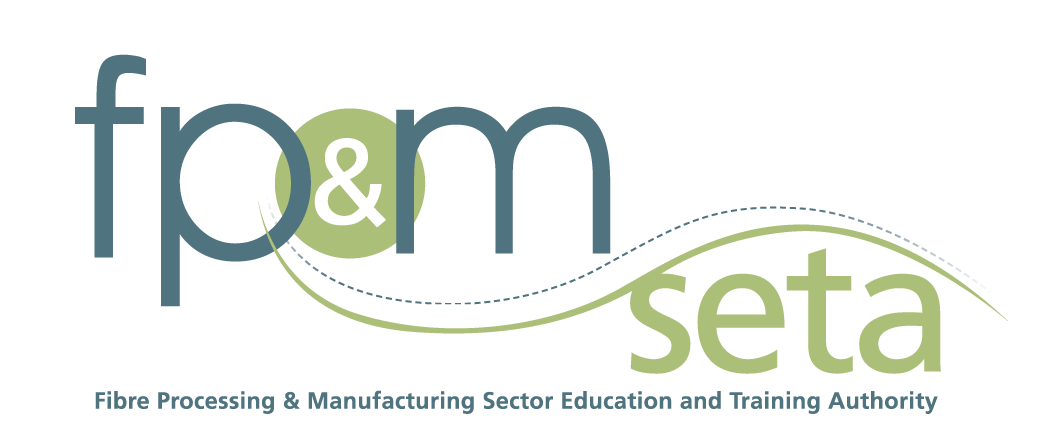 fp&m
seta
Fibre Processing & Manufacturing Sector Education and Training Authority